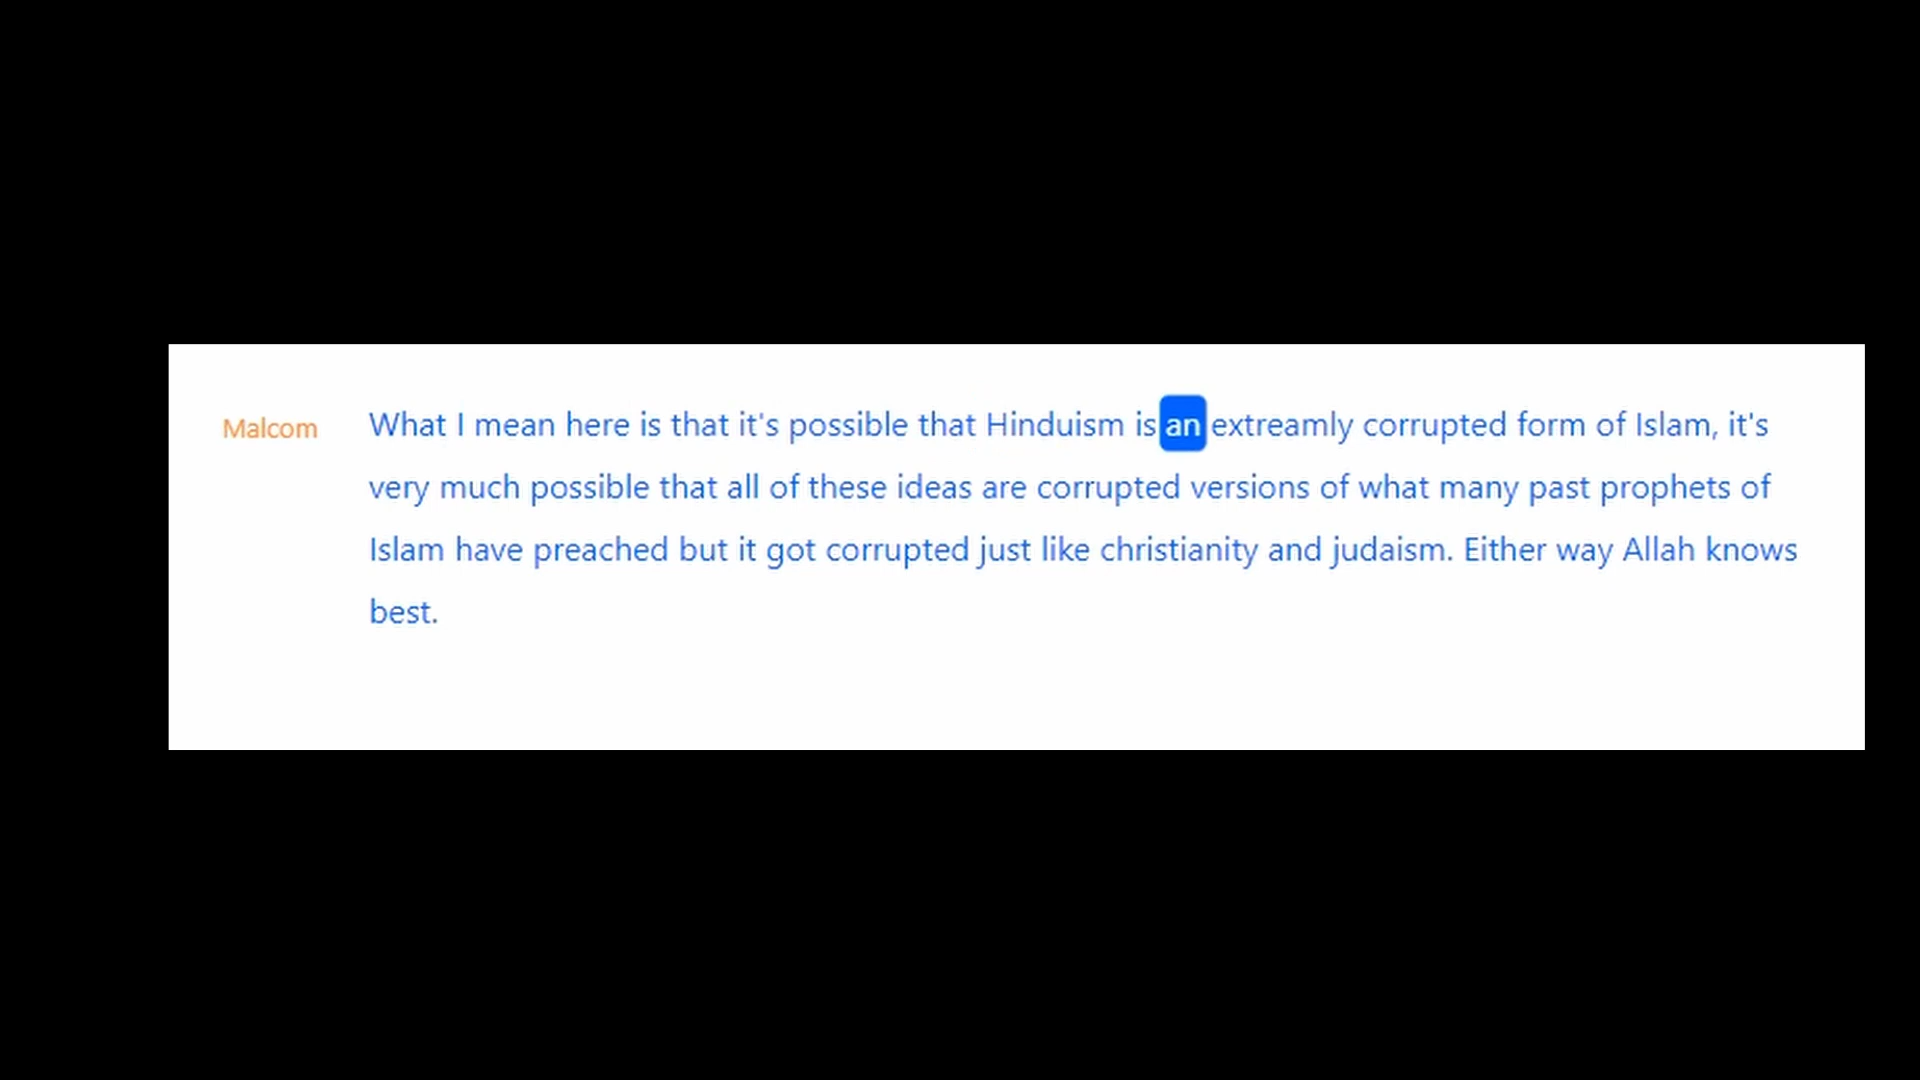 Malcom What I mean here is that it's possible that Hinduism is an extreamly corrupted form of Islam, it's
very much possible that all of these ideas are corrupted versions of what many past prophets of
Islam have preached but it got corrupted just like christianity and judaism. Either way Allah knows
best.